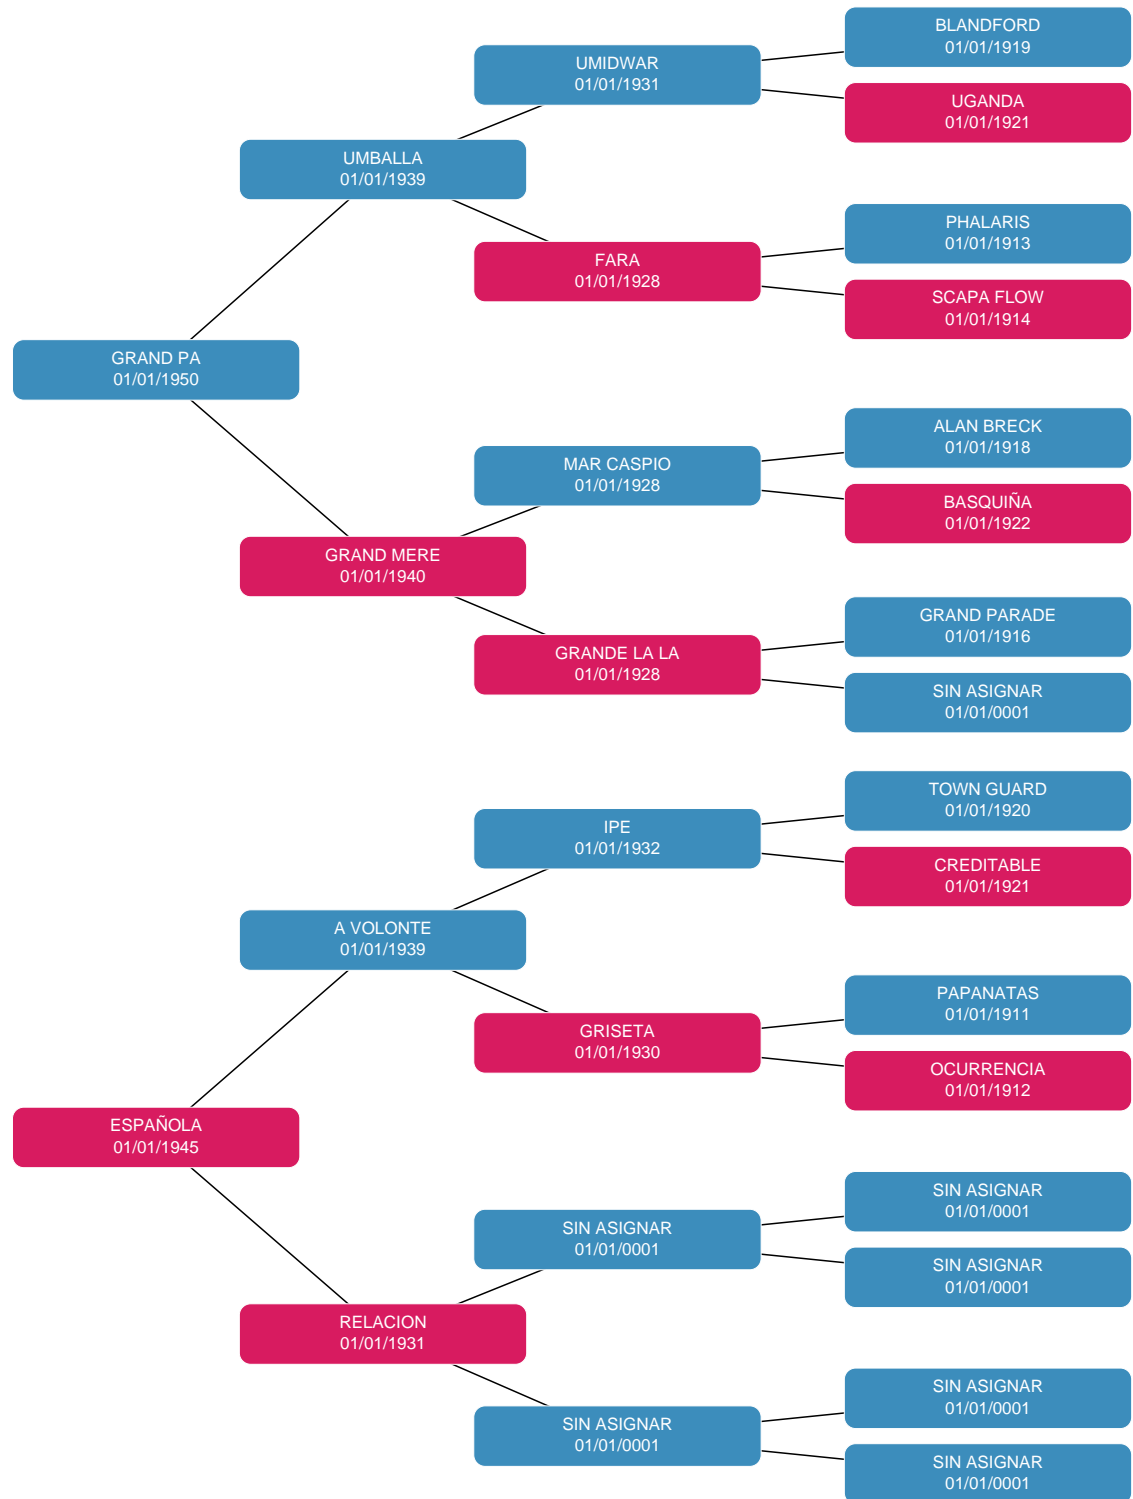 BLANDFORD
01/01/1919
UMIDWAR
01/01/1931
UGANDA
01/01/1921
UMBALLA
01/01/1939
PHALARIS
01/01/1913
FARA
01/01/1928
SCAPA FLOW
01/01/1914
GRAND PA
01/01/1950
ALAN BRECK
01/01/1918
MAR CASPIO
01/01/1928
BASQUIÑA
01/01/1922
GRAND MERE
01/01/1940
GRAND PARADE
01/01/1916
GRANDE LA LA
01/01/1928
SIN ASIGNAR
01/01/0001
TOWN GUARD
01/01/1920
IPE
01/01/1932
CREDITABLE
01/01/1921
A VOLONTE
01/01/1939
PAPANATAS
01/01/1911
GRISETA
01/01/1930
OCURRENCIA
01/01/1912
ESPAÑOLA
01/01/1945
SIN ASIGNAR
01/01/0001
SIN ASIGNAR
01/01/0001
SIN ASIGNAR
01/01/0001
RELACION
01/01/1931
SIN ASIGNAR
01/01/0001
SIN ASIGNAR
01/01/0001
SIN ASIGNAR
01/01/0001